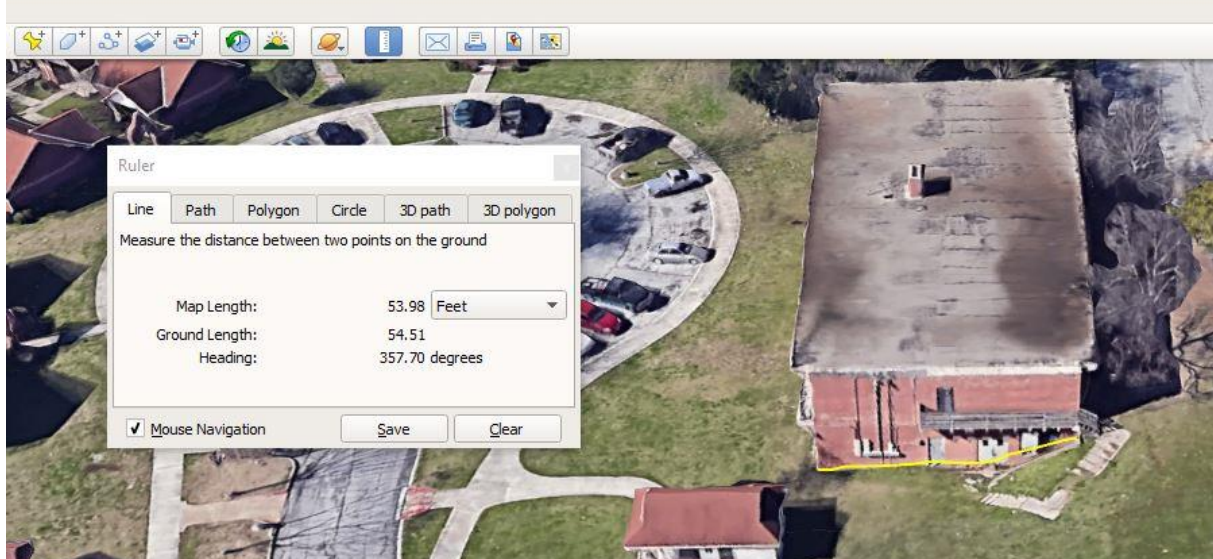 Ruler
Line Path Polygon Circle 3D path 3D polygon
Measure the distance between two points on the ground
Map Length: 53.98 Feet
Ground Length: 54.51
Heading: 357.70 degrees
Mouse Navigation Save Clear